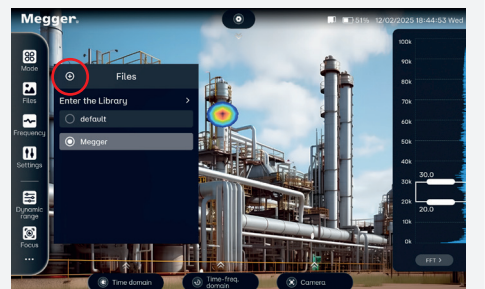 Megger.
51% 12/02/2025 18:44:53 Wed
Mode
Files
Frequency
Settings
Dynamic range
Focus
Files
Enter the Library >
default
Megger
100k
90k
80k
70k
60k
50k
40k
30k
20k
10k
0k
30.0
20.0
FFT >
Time domain
Time-freq. domain
Camera